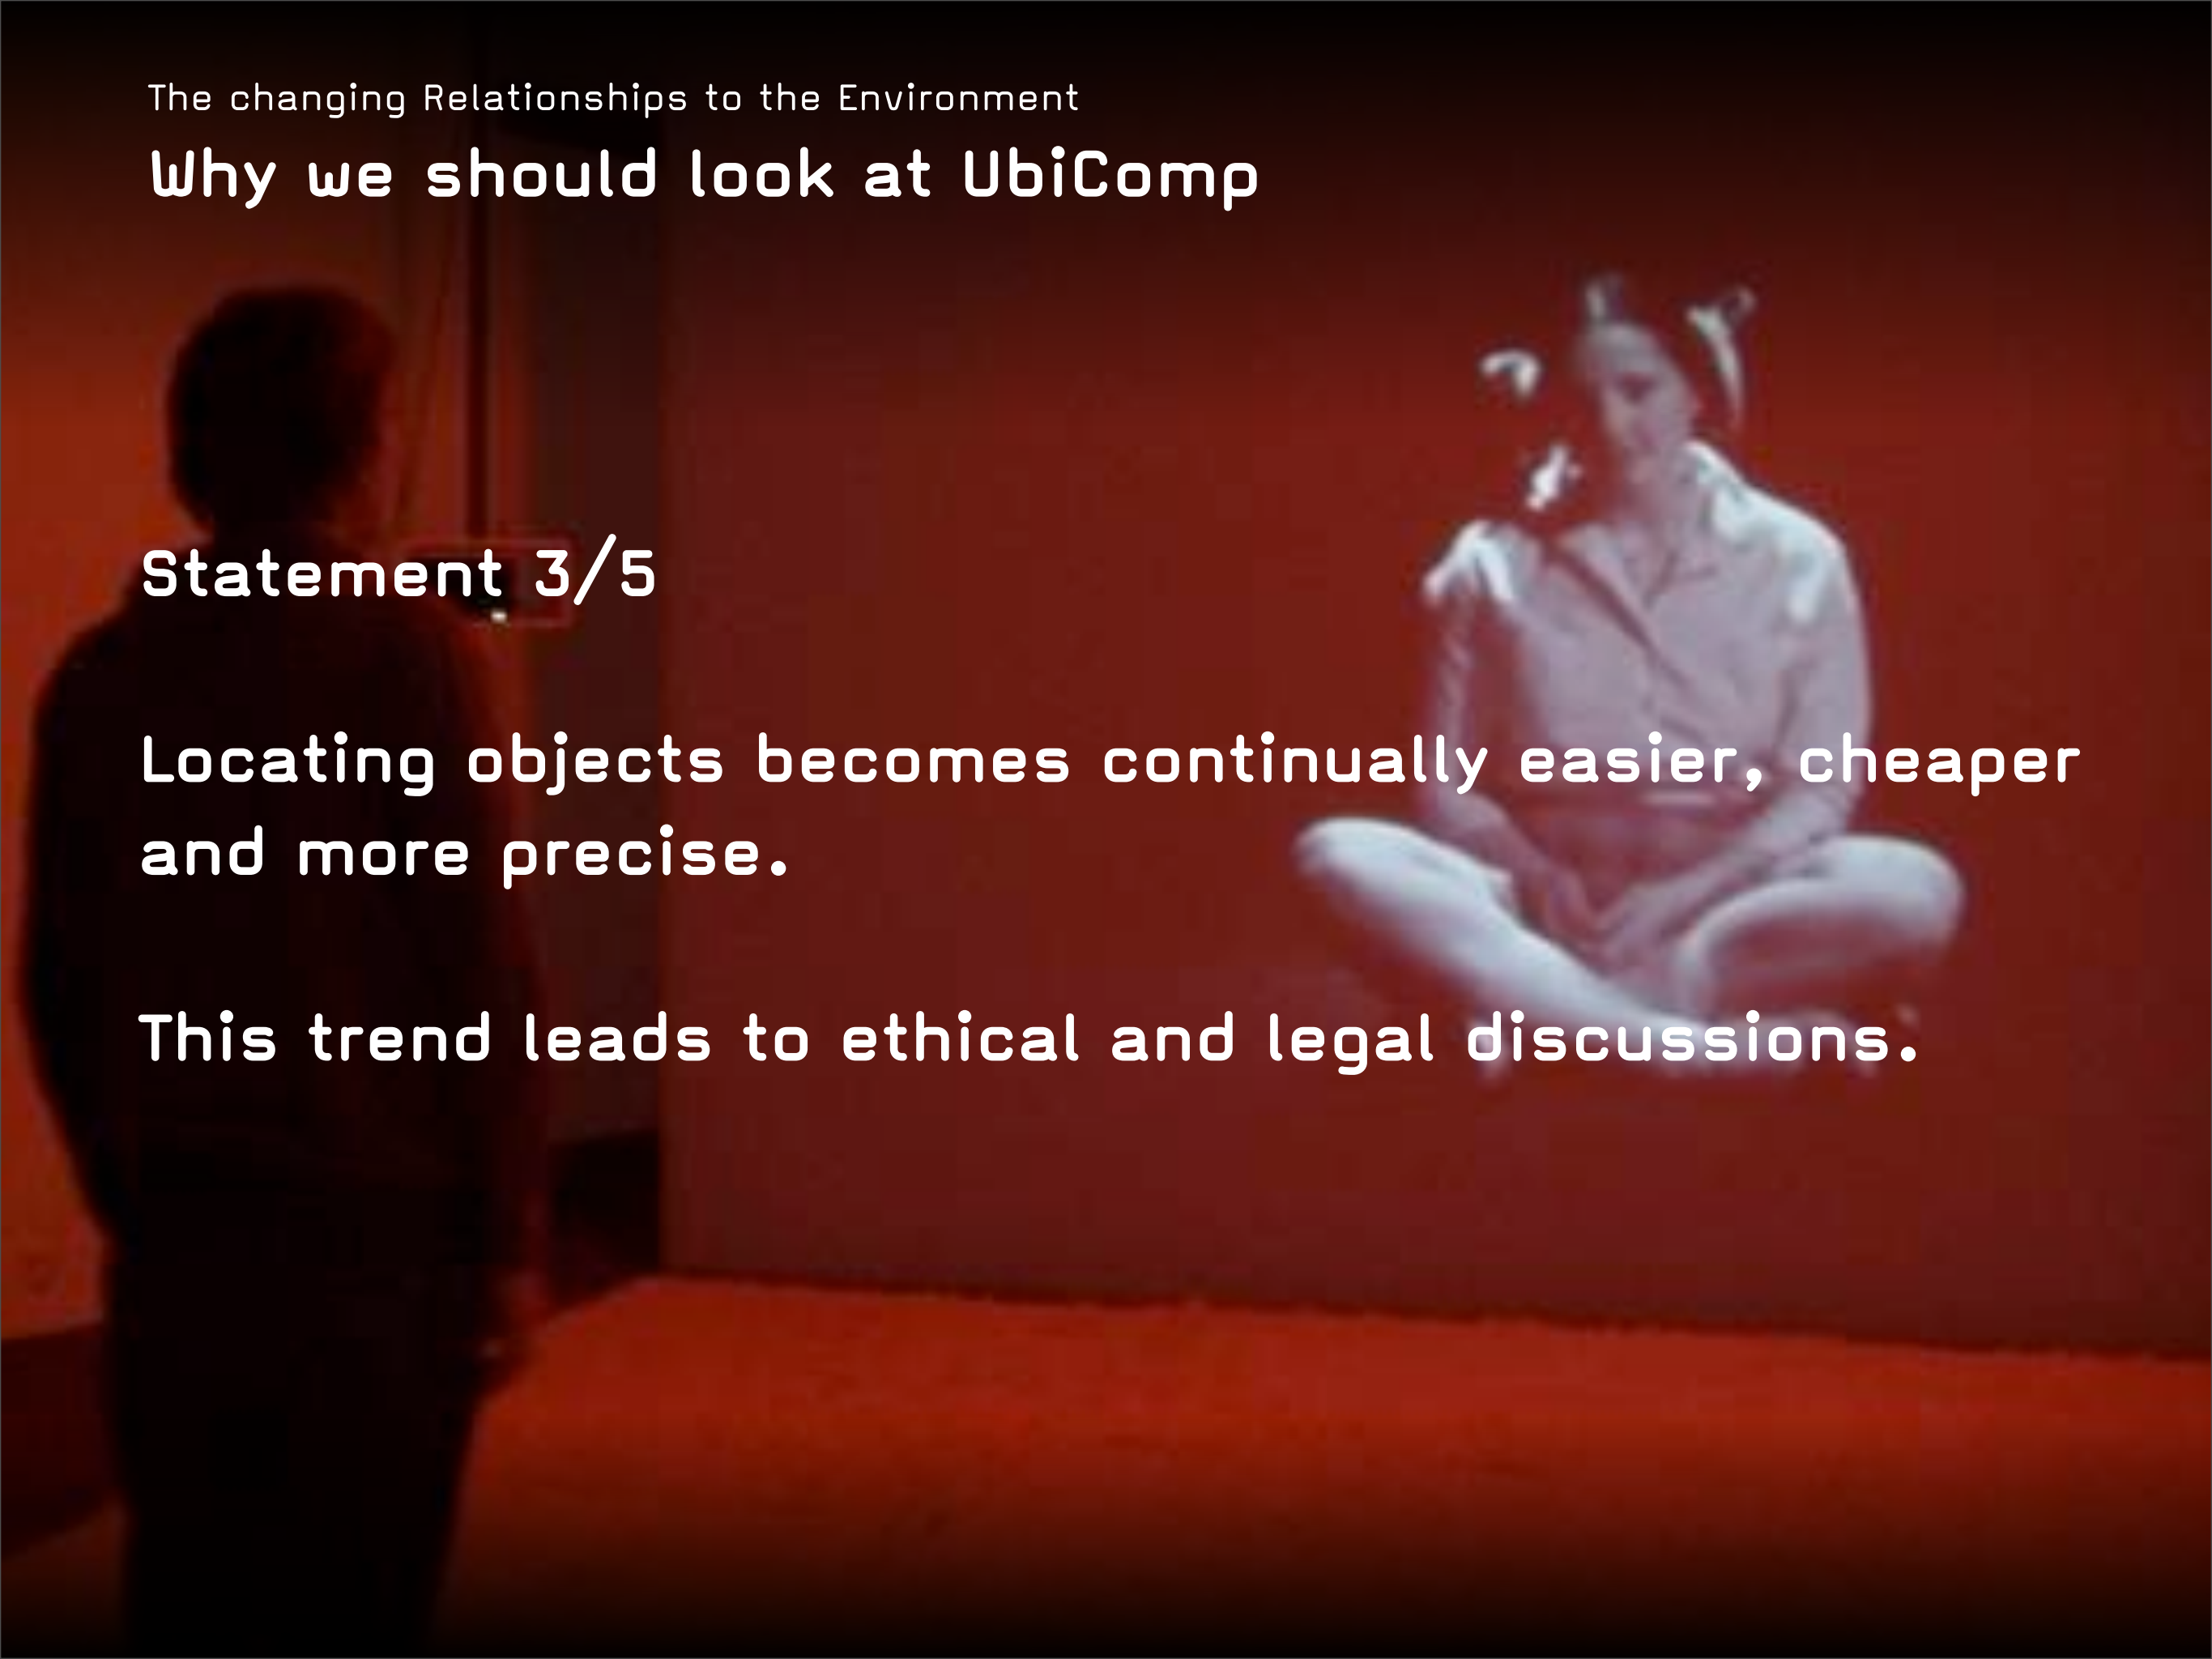 The changing Relationships to the Environment
Why we should look at UbiComp
Statement 3/5
Locating objects becomes continually easier, cheaper
and more precise.
This trend leads to ethical and legal discussions.